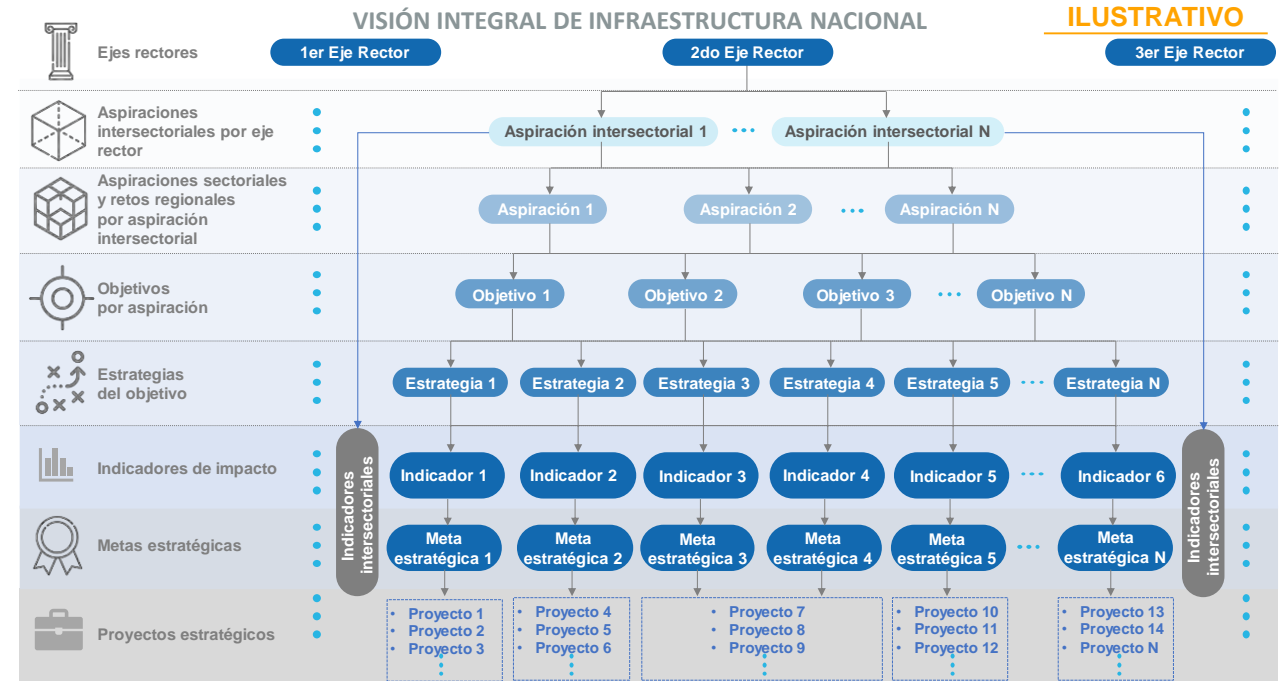 VISIÓN INTEGRAL DE INFRAESTRUCTURA NACIONAL
ILUSTRATIVO
Ejes rectores
1er Eje Rector
2do Eje Rector
3er Eje Rector
Aspiraciones
intersectoriales por eje
rector
Aspiración intersectorial 1
...
Aspiración intersectorial N
Aspiraciones sectoriales
y retos regionales
por aspiración
intersectorial
Aspiración 1
Aspiración 2
...
Aspiración N
Objetivos
por aspiración
Objetivo 1
Objetivo 2
Objetivo 3
...
Objetivo N
Estrategias
del objetivo
Estrategia 1
Estrategia 2
Estrategia 3
Estrategia 4
Estrategia 5
...
Estrategia N
Indicadores
intersectoriales
Indicadores de impacto
Indicador 1
Indicador 2
Indicador 3
Indicador 4
Indicador 5
...
Indicador 6
Indicadores
intersectoriales
Metas estratégicas
Meta
estratégica 1
Meta
estratégica 2
Meta
estratégica 3
Meta
estratégica 4
Meta
estratégica 5
...
Meta
estratégica N
Proyectos estratégicos
• Proyecto 1
• Proyecto 2
• Proyecto 3
• Proyecto 4
• Proyecto 5
• Proyecto 6
• Proyecto 7
• Proyecto 8
• Proyecto 9
• Proyecto 10
• Proyecto 11
• Proyecto 12
• Proyecto 13
• Proyecto 14
• Proyecto N